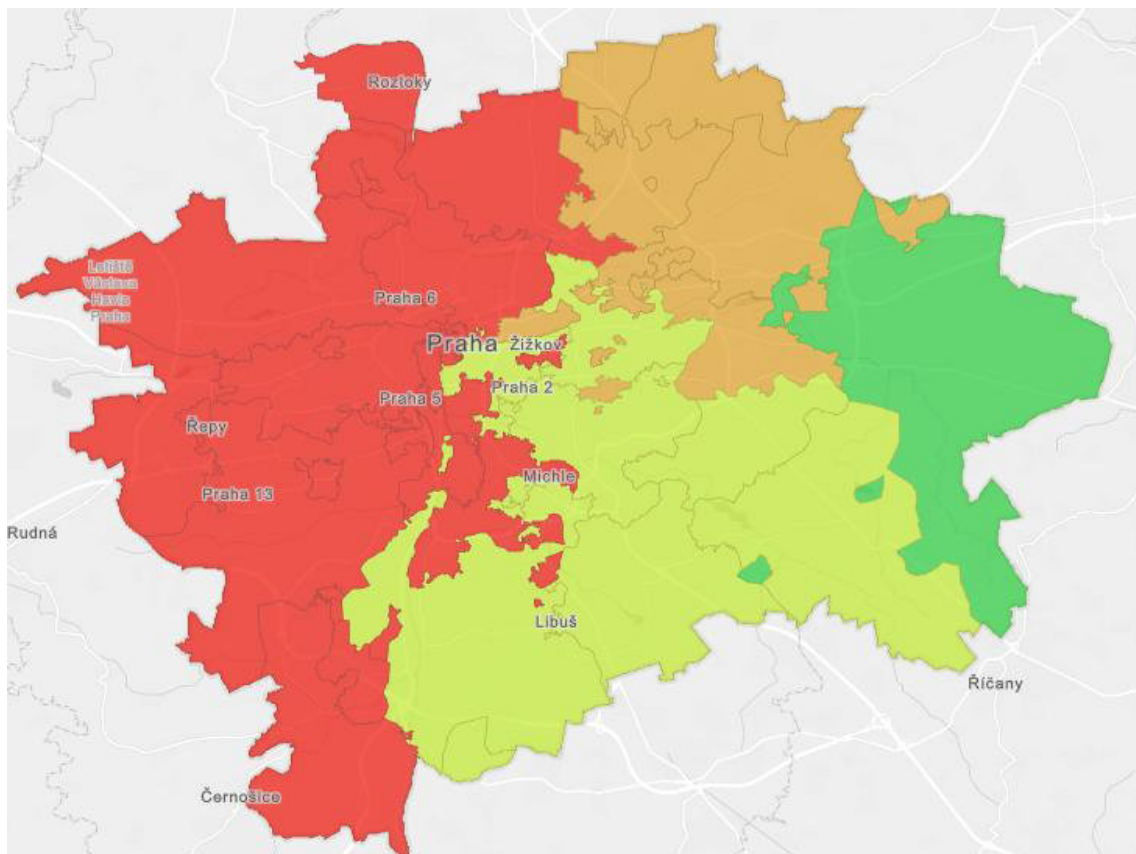 Roztoky
Letiště
Václava
Havla
Praha
Praha 6
Praha
Žižkov
Praha 2
Praha 5
Řepy
Michle
Praha 13
Rudná
Libuš
Říčany
Černošice